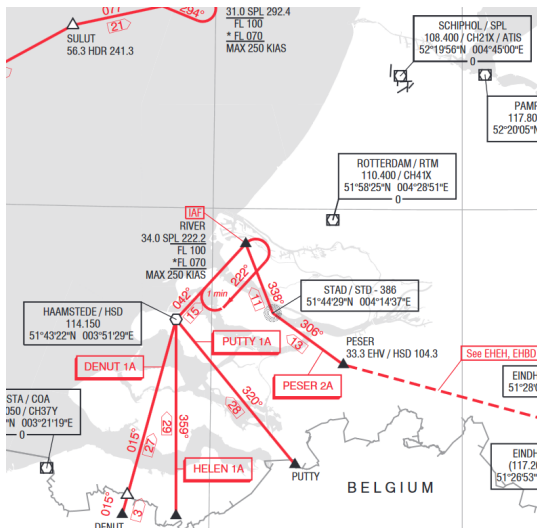 077°
21
294°
31.0 SPL 292.4
FL 100
* FL 070
MAX 250 KIAS
SULUT
56.3 HDR 241.3
SCHIPHOL / SPL
108.400 / CH21X / ATIS
52°19'56"N 004°45'00"E
0
PAMP
117.80
52°20'05"N
ROTTERDAM / RTM
110.400 / CH41X
51°58'25"N 004°28'51"E
0
IAF
RIVER
34.0 SPL 222.2
FL 100
*FL 070
MAX 250 KIAS
042°
15
1 min
222°
338°
11
STAD / STD - 386
51°44'29"N 004°14'37"E
HAAMSTEDE / HSD
114.150
51°43'22"N 003°51'29"E
306°
13
PESER
33.3 EHV / HSD 104.3
PUTTY 1A
DENUT 1A
PESER 2A
See EHEH, EHBD
EINDH
51°28'0
STA / COA
050 / CH37Y
°N 003°21'19"E
0
015°
27
359°
29
320°
28
HELEN 1A
PUTTY
BELGIUM
EINDH
(117.20
51°26'53"N
015°
3
DENUT